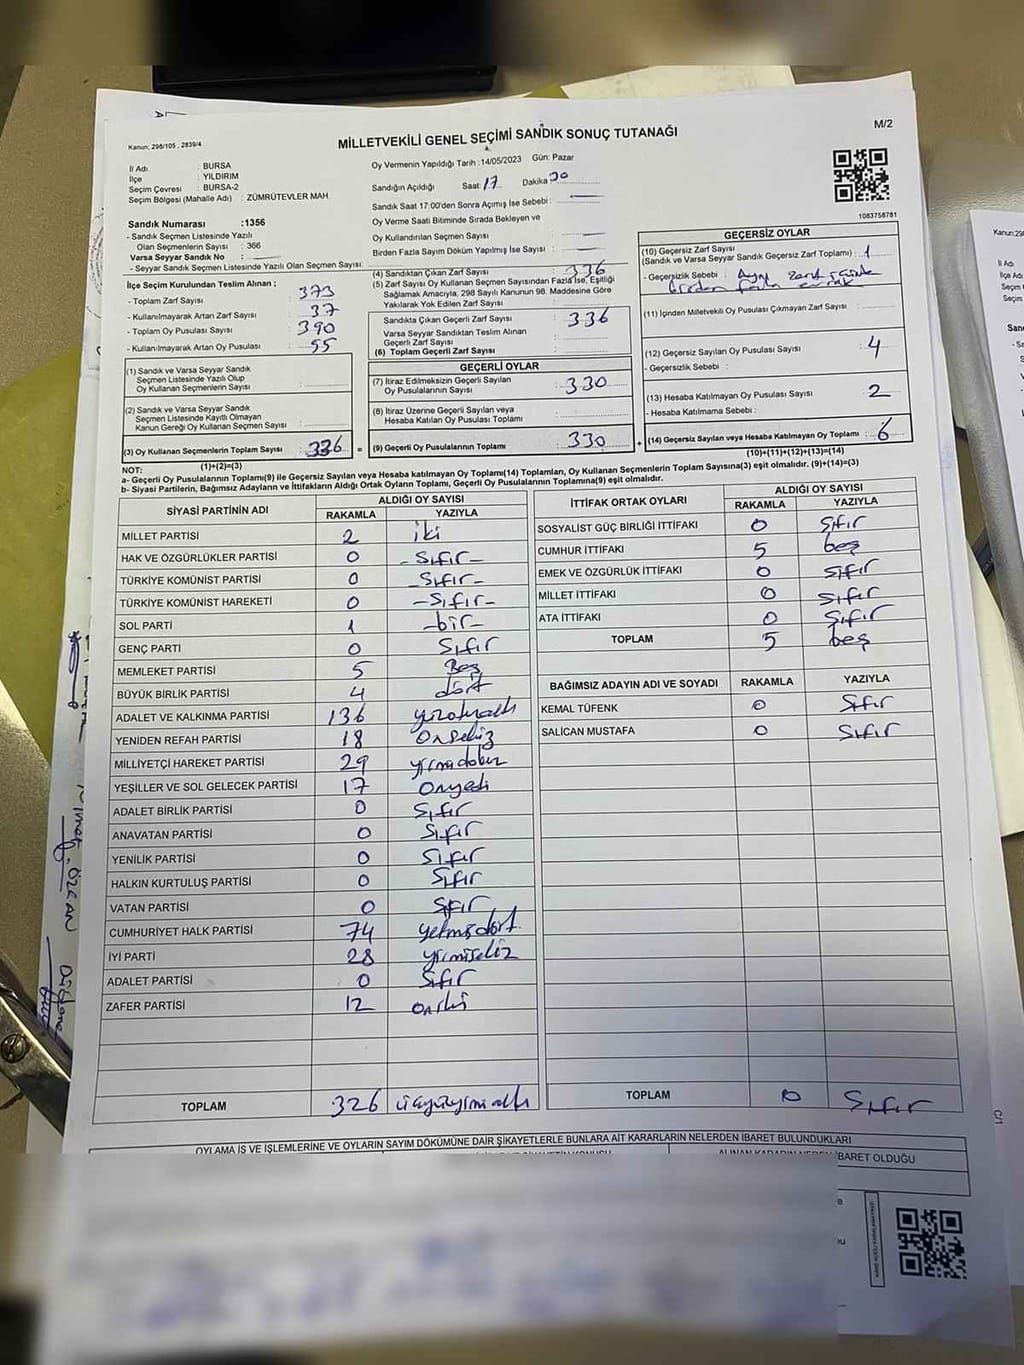 M/2
Kanun: 298/105 , 2839/4
MİLLETVEKİLİ GENEL SEÇİMİ SANDIK SONUÇ TUTANAĞI
İl Adı : BURSA
İlçe : YILDIRIM
Seçim Çevresi : BURSA-2
Seçim Bölgesi (Mahalle Adı) : ZÜMRÜTEVLER MAH
Sandık Numarası :1356
- Sandık Seçmen Listesinde Yazılı
Olan Seçmenlerin Sayısı : 366
Varsa Seyyar Sandık No :
- Seyyar Sandık Seçmen Listesinde Yazılı Olan Seçmen Sayısı:
İlçe Seçim Kurulundan Teslim Alınan :
- Toplam Zarf Sayısı : 373
- Kullanılmayarak Artan Zarf Sayısı : 37
- Toplam Oy Pusulası Sayısı : 390
- Kullanılmayarak Artan Oy Pusulası : 55
(1) Sandık ve Varsa Seyyar Sandık
Seçmen Listesinde Yazılı Olup
Oy Kullanan Seçmenlerin Sayısı :
(2) Sandık ve Varsa Seyyar Sandık
Seçmen Listesinde Kayıtlı Olmayan
Kanun Gereği Oy Kullanan Seçmen Sayısı :
(3) Oy Kullanan Seçmenlerin Toplam Sayısı : 336
(1)+(2)=(3)
Oy Vermenin Yapıldığı Tarih :14/05/2023 Gün: Pazar
Sandığın Açıldığı Saat: 17 Dakika 30
Sandık Saat 17:00'den Sonra Açımış İse Sebebi :
Oy Verme Saati Bitiminde Sırada Bekleyen ve
Oy Kullandırılan Seçmen Sayısı :
Birden Fazla Sayım Döküm Yapılmış İse Sayısı :
(4) Sandıktan Çıkan Zarf Sayısı : 336
(5) Zarf Sayısı Oy Kullanan Seçmen Sayısından Fazla İse, Eşitliği
Sağlamak Amacıyla, 298 Sayılı Kanunun 98. Maddesine Göre
Yakılarak Yok Edilen Zarf Sayısı :
Sandıkta Çıkan Geçerli Zarf Sayısı : 336
Varsa Seyyar Sandıktan Teslim Alınan
Geçerli Zarf Sayısı :
(6) Toplam Geçerli Zarf Sayısı
GEÇERLİ OYLAR
(7) İtiraz Edilmeksizin Geçerli Sayılan
Oy Pusulalarının Sayısı : 330
(8) İtiraz Üzerine Geçerli Sayılan veya
Hesaba Katılan Oy Pusulası Toplamı :
= (9) Geçerli Oy Pusulalarının Toplamı : 330
1083758781
GEÇERSİZ OYLAR
(10) Geçersiz Zarf Sayısı
(Sandık ve Varsa Seyyar Sandık Geçersiz Zarf Toplamı) : 1
- Geçersizlik Sebebi : Aynı zarf içinde
birden fazla evrak
(11) İçinden Milletvekili Oy Pusulası Çıkmayan Zarf Sayısı
(12) Geçersiz Sayılan Oy Pusulası Sayısı : 4
- Geçersizlik Sebebi :
(13) Hesaba Katılmayan Oy Pusulası Sayısı : 2
- Hesaba Katılmama Sebebi :
+ (14) Geçersiz Sayılan veya Hesaba Katılmayan Oy Toplamı : 6
(10)+(11)+(12)+(13)=(14)
NOT:
a- Geçerli Oy Pusulalarının Toplamı(9) ile Geçersiz Sayılan veya Hesaba katılmayan Oy Toplamı(14) Toplamları, Oy Kullanan Seçmenlerin Toplam Sayısına(3) eşit olmalıdır. (9)+(14)=(3)
b- Siyasi Partilerin, Bağımsız Adayların ve İttifakların Aldığı Ortak Oyların Toplamı, Geçerli Oy Pusulalarının Toplamına(9) eşit olmalıdır.
SİYASİ PARTİNİN ADI ALDIĞI OY SAYISI
RAKAMLA YAZIYLA
MİLLET PARTİSİ 2 iki
HAK VE ÖZGÜRLÜKLER PARTİSİ 0 -Sıfır-
TÜRKİYE KOMÜNİST PARTİSİ 0 -Sıfır-
TÜRKİYE KOMÜNİST HAREKETİ 0 -Sıfır-
SOL PARTİ 1 -bir-
GENÇ PARTİ 0 Sıfır
MEMLEKET PARTİSİ 5 Beş
BÜYÜK BİRLİK PARTİSİ 4 dört
ADALET VE KALKINMA PARTİSİ 136 yüzotuzaltı
YENİDEN REFAH PARTİSİ 18 Onsekiz
MİLLİYETÇİ HAREKET PARTİSİ 29 yirmidokuz
YEŞİLLER VE SOL GELECEK PARTİSİ 17 Onyedi
ADALET BİRLİK PARTİSİ 0 Sıfır
ANAVATAN PARTİSİ 0 Sıfır
YENİLİK PARTİSİ 0 Sıfır
HALKIN KURTULUŞ PARTİSİ 0 Sıfır
VATAN PARTİSİ 0 Sıfır
CUMHURİYET HALK PARTİSİ 74 yetmişdört
İYİ PARTİ 28 yirmisekiz
ADALET PARTİSİ 0 Sıfır
ZAFER PARTİSİ 12 oniki
TOPLAM 326 üçyüzyirmialtı
İTTİFAK ORTAK OYLARI ALDIĞI OY SAYISI
RAKAMLA YAZIYLA
SOSYALİST GÜÇ BİRLİĞİ İTTİFAKI 0 Sıfır
CUMHUR İTTİFAKI 5 beş
EMEK VE ÖZGÜRLÜK İTTİFAKI 0 Sıfır
MİLLET İTTİFAKI 0 Sıfır
ATA İTTİFAKI 0 Sıfır
TOPLAM 5 beş
BAĞIMSIZ ADAYIN ADI VE SOYADI RAKAMLA YAZIYLA
KEMAL TÜFENK 0 Sıfır
SALİCAN MUSTAFA 0 Sıfır
TOPLAM 0 Sıfır
OYLAMA İŞ VE İŞLEMLERİNE VE OYLARIN SAYIM DÖKÜMÜNE DAİR ŞİKAYETLERLE BUNLARA AİT KARARLARIN NELERDEN İBARET BULUNDUKLARI